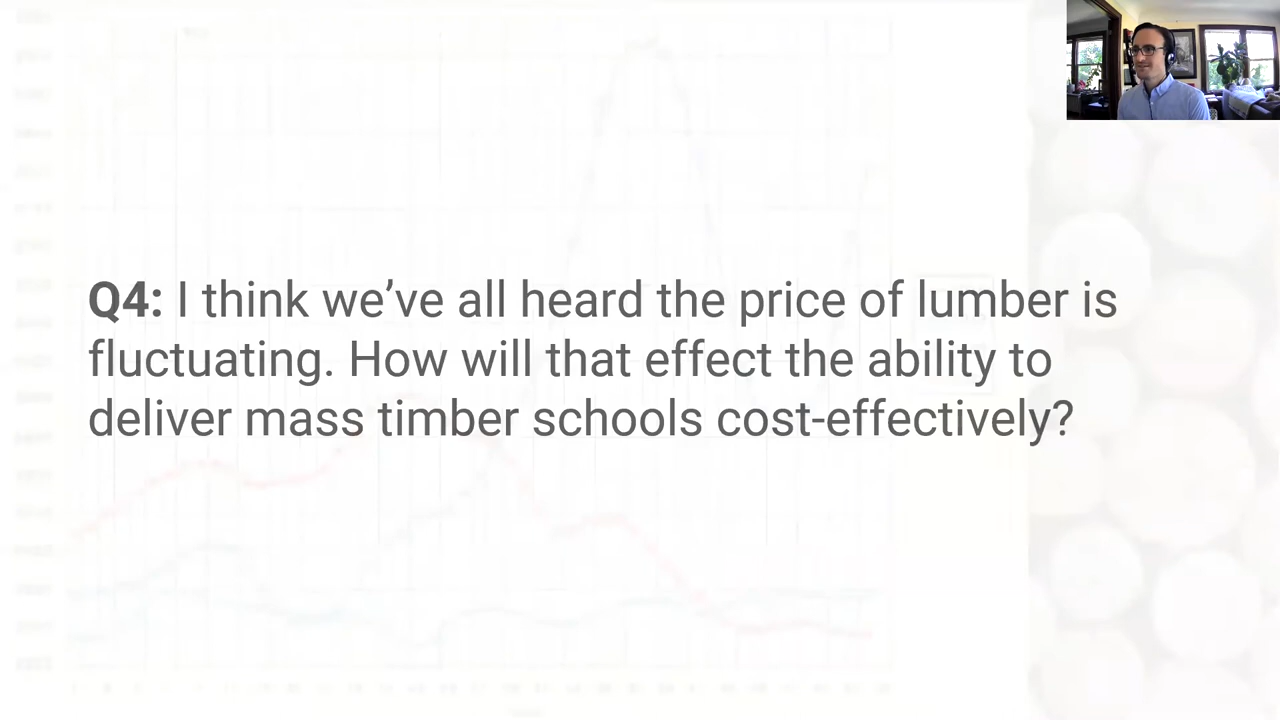 Q4: I think we’ve all heard the price of lumber is
fluctuating. How will that effect the ability to
deliver mass timber schools cost-effectively?